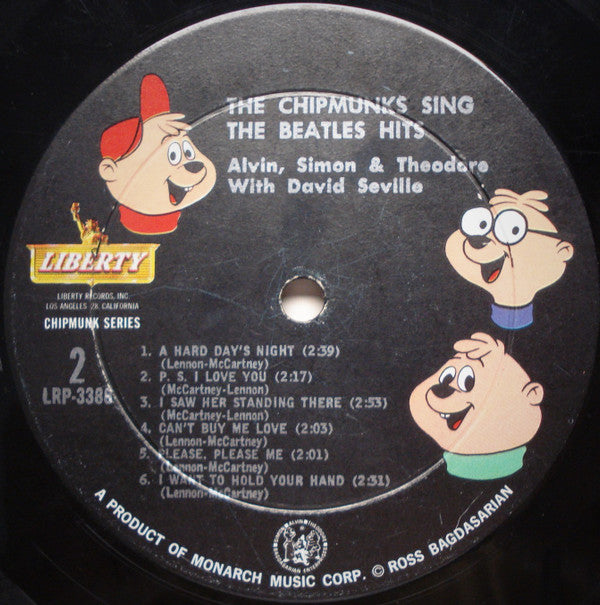 THE CHIPMUNKS SING
THE BEATLES HITS
Alvin, Simon & Theodore
With David Seville
LIBERTY
LIBERTY RECORDS, INC.
LOS ANGELES 28, CALIFORNIA
CHIPMUNK SERIES
2
LRP-3388
1. A HARD DAY'S NIGHT (2:39)
(Lennon-McCartney)
2. P. S. I LOVE YOU (2:17)
(McCartney-Lennon)
3. I SAW HER STANDING THERE (2:53)
(McCartney-Lennon)
4. CAN'T BUY ME LOVE (2:03)
(Lennon-McCartney)
5. PLEASE, PLEASE ME (2:01)
(Lennon-McCartney)
6. I WANT TO HOLD YOUR HAND (2:31)
(Lennon-McCartney)
A PRODUCT OF MONARCH MUSIC CORP. © ROSS BAGDASARIAN